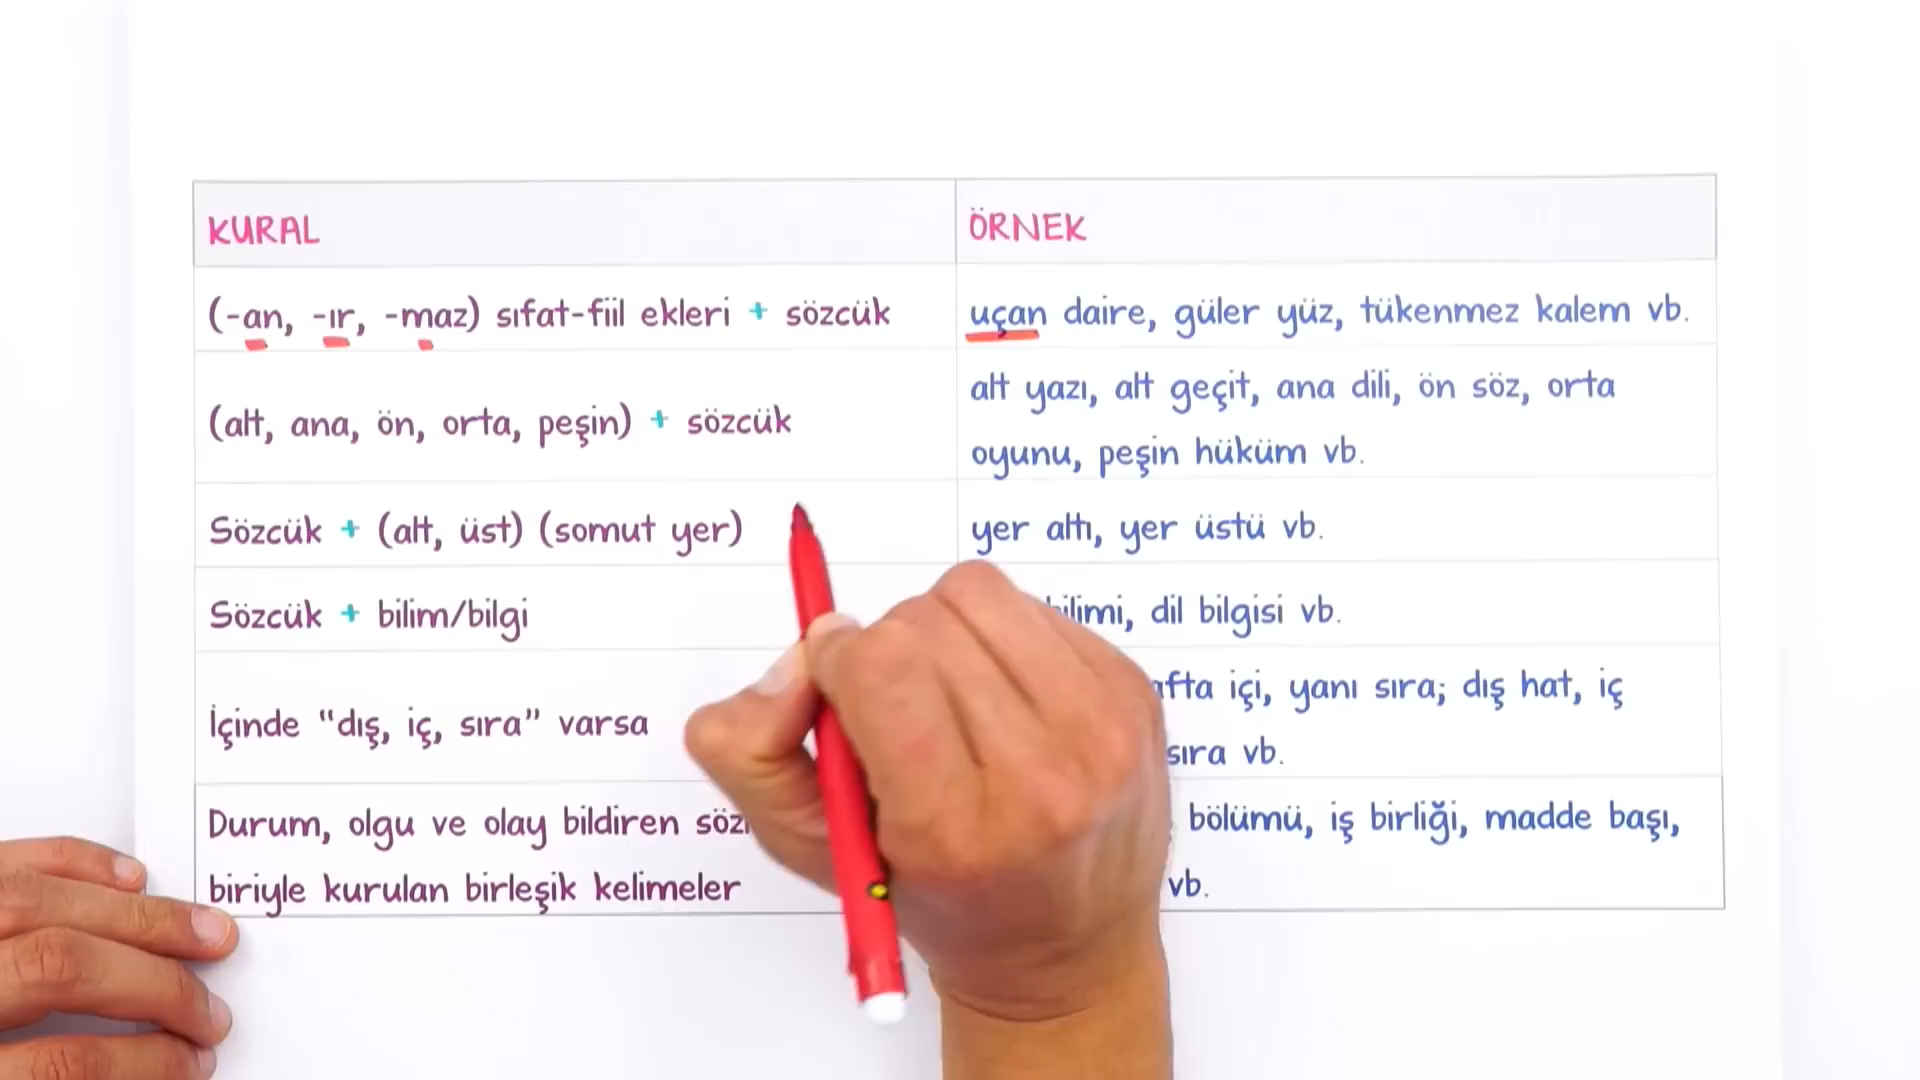 KURAL
ÖRNEK
(-an, -ır, -maz) sıfat-fiil ekleri + sözcük
uçan daire, güler yüz, tükenmez kalem vb.
(alt, ana, ön, orta, peşin) + sözcük
alt yazı, alt geçit, ana dili, ön söz, orta
oyunu, peşin hüküm vb.
Sözcük + (alt, üst) (somut yer)
yer altı, yer üstü vb.
Sözcük + bilim/bilgi
dil bilgisi vb.
İçinde “dış, iç, sıra” varsa
içi, yanı sıra; dış hat, iç
sıra vb.
Durum, olgu ve olay bildiren
bölümü, iş birliği, madde başı,
biriyle kurulan birleşik kelimeler
vb.